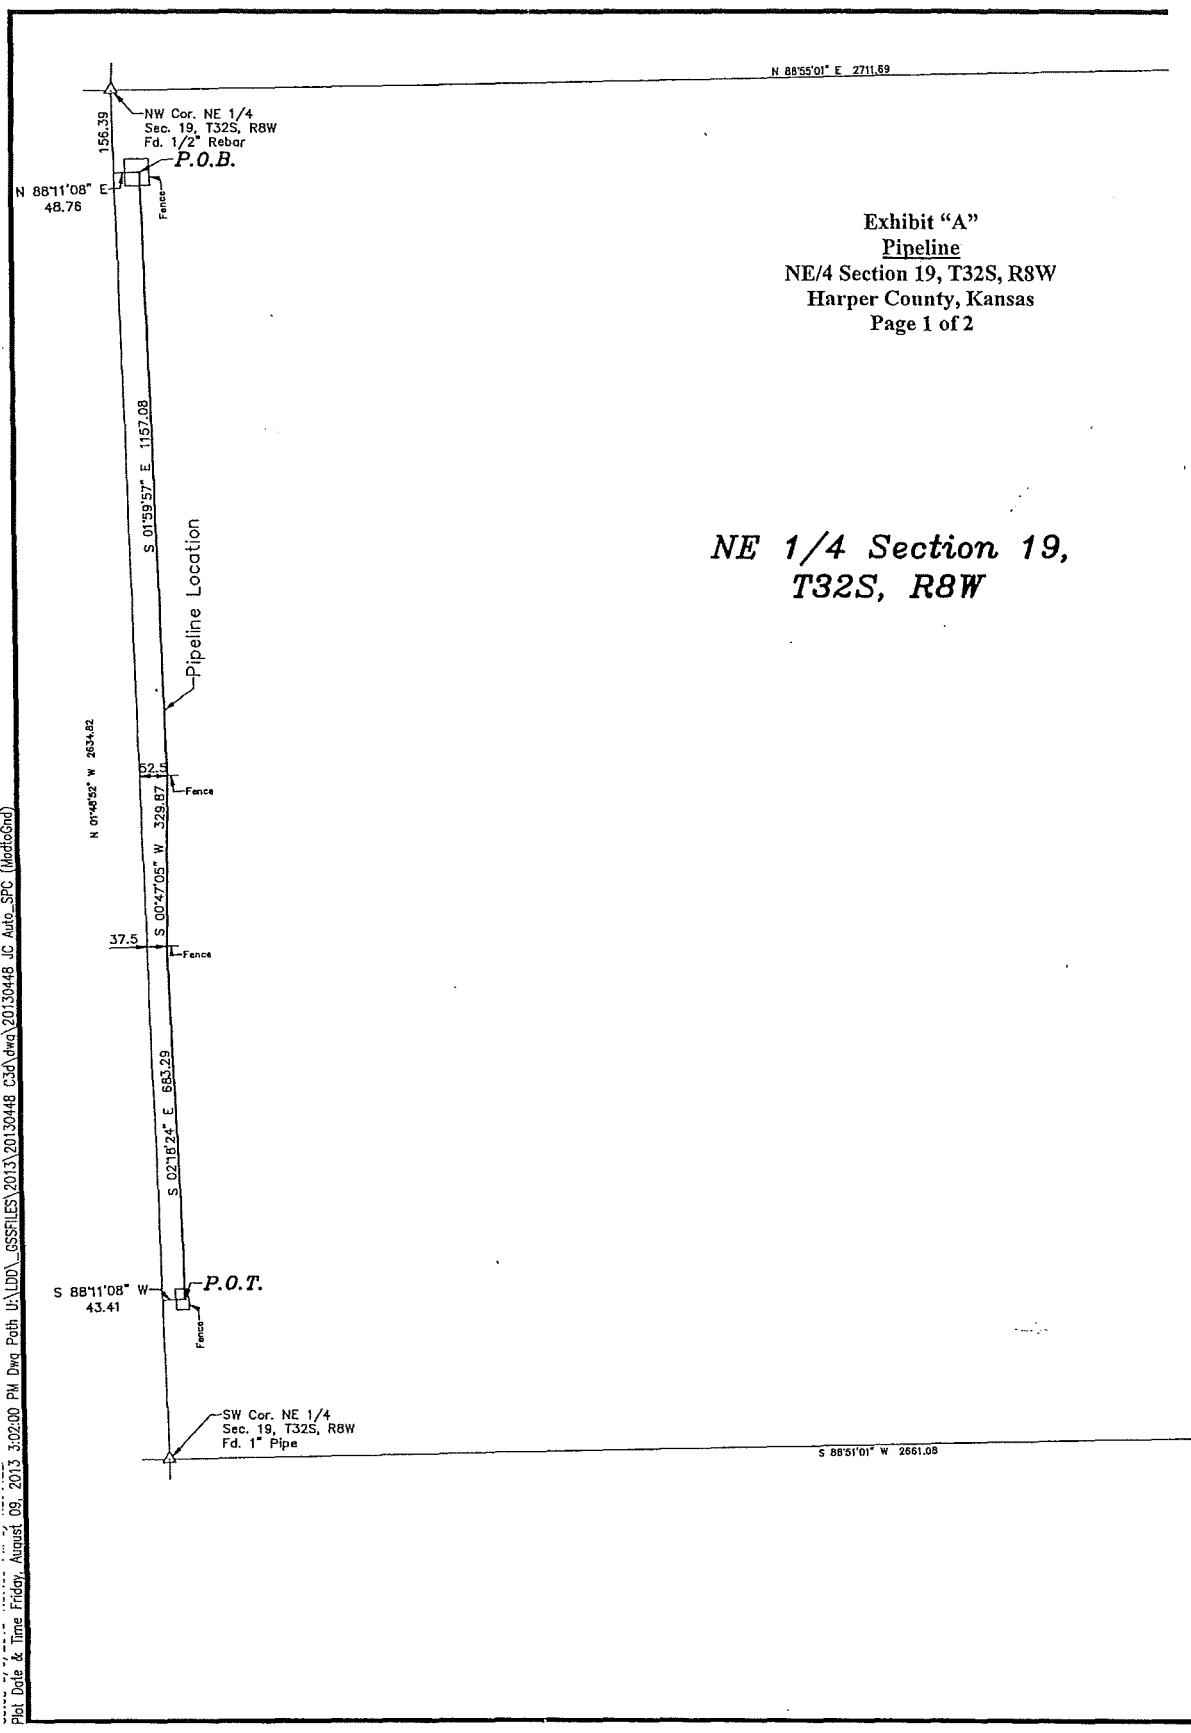 N 88°55'01" E 2711.69
NW Cor. NE 1/4
Sec. 19, T32S, R8W
Fd. 1/2" Rebar
156.39
P.O.B.
N 88°11'08" E
48.76
Fence
Exhibit “A”
Pipeline
NE/4 Section 19, T32S, R8W
Harper County, Kansas
Page 1 of 2
S 01°59'57" E 1157.08
Pipeline Location
NE 1/4 Section 19,
T32S, R8W
N 01°48'52" W 2634.82
52.5
Fence
S 00°47'05" W 329.87
37.5
Fence
S 02°18'24" E 683.29
S 88°11'08" W
43.41
P.O.T.
Fence
SW Cor. NE 1/4
Sec. 19, T32S, R8W
Fd. 1" Pipe
S 88°51'01" W 2661.08
Plot Date & Time Friday, August 09, 2013 3:02:00 PM Dwg Path U:\LDD\_GSSFILES\2013\20130448 C3d\dwg\20130448 JC Auto_SPC (ModtoGnd)